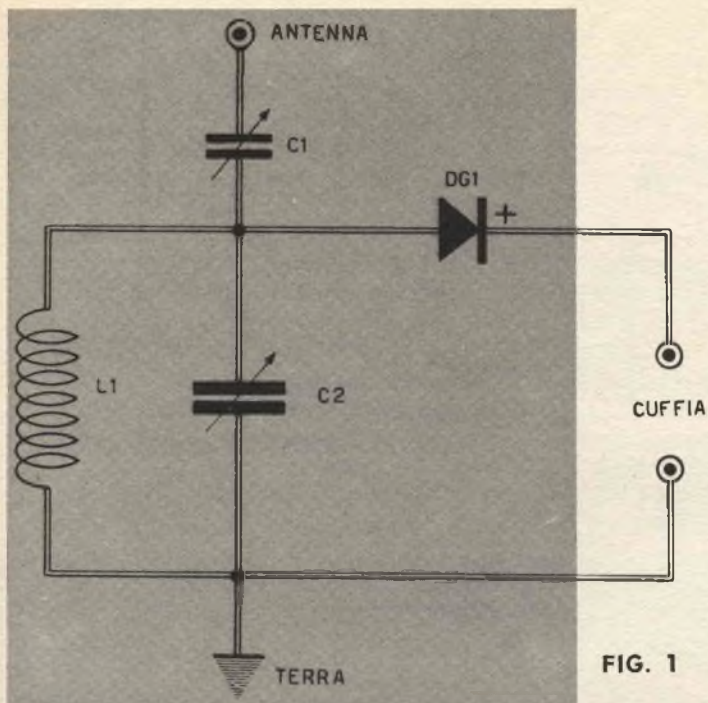 ANTENNA
C1
DG1
+
L1
C2
CUFFIA
TERRA
FIG. 1